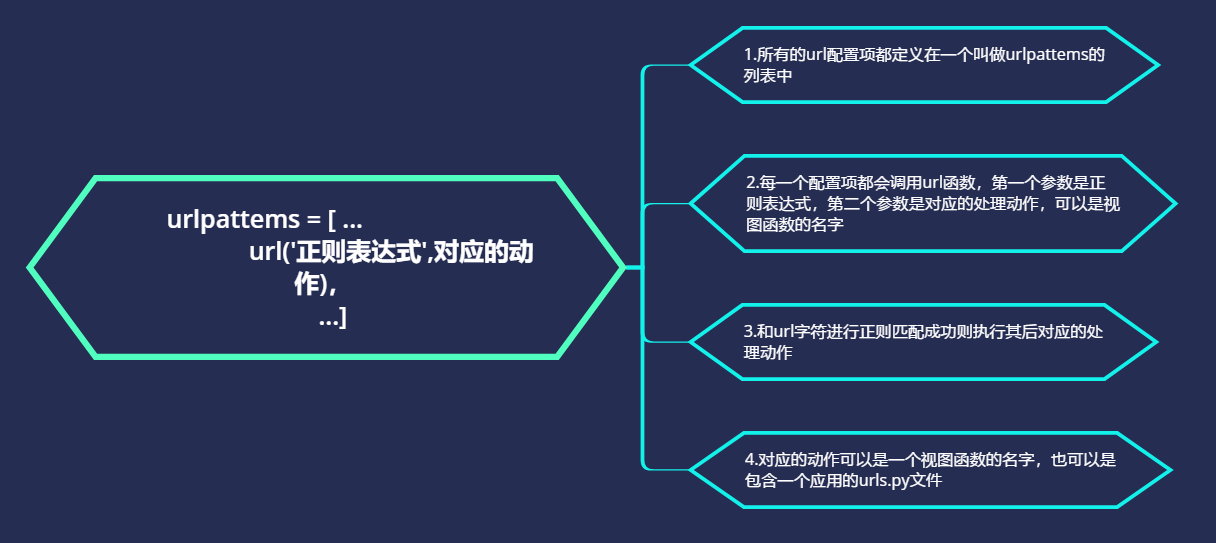 urlpattems = [ ...
url('正则表达式',对应的动
作),
...]
1.所有的url配置项都定义在一个叫做urlpattems的
列表中
2.每一个配置项都会调用url函数，第一个参数是正
则表达式，第二个参数是对应的处理动作，可以是视
图函数的名字
3.和url字符进行正则匹配成功则执行其后对应的处
理动作
4.对应的动作可以是一个视图函数的名字，也可以是
包含一个应用的urls.py文件